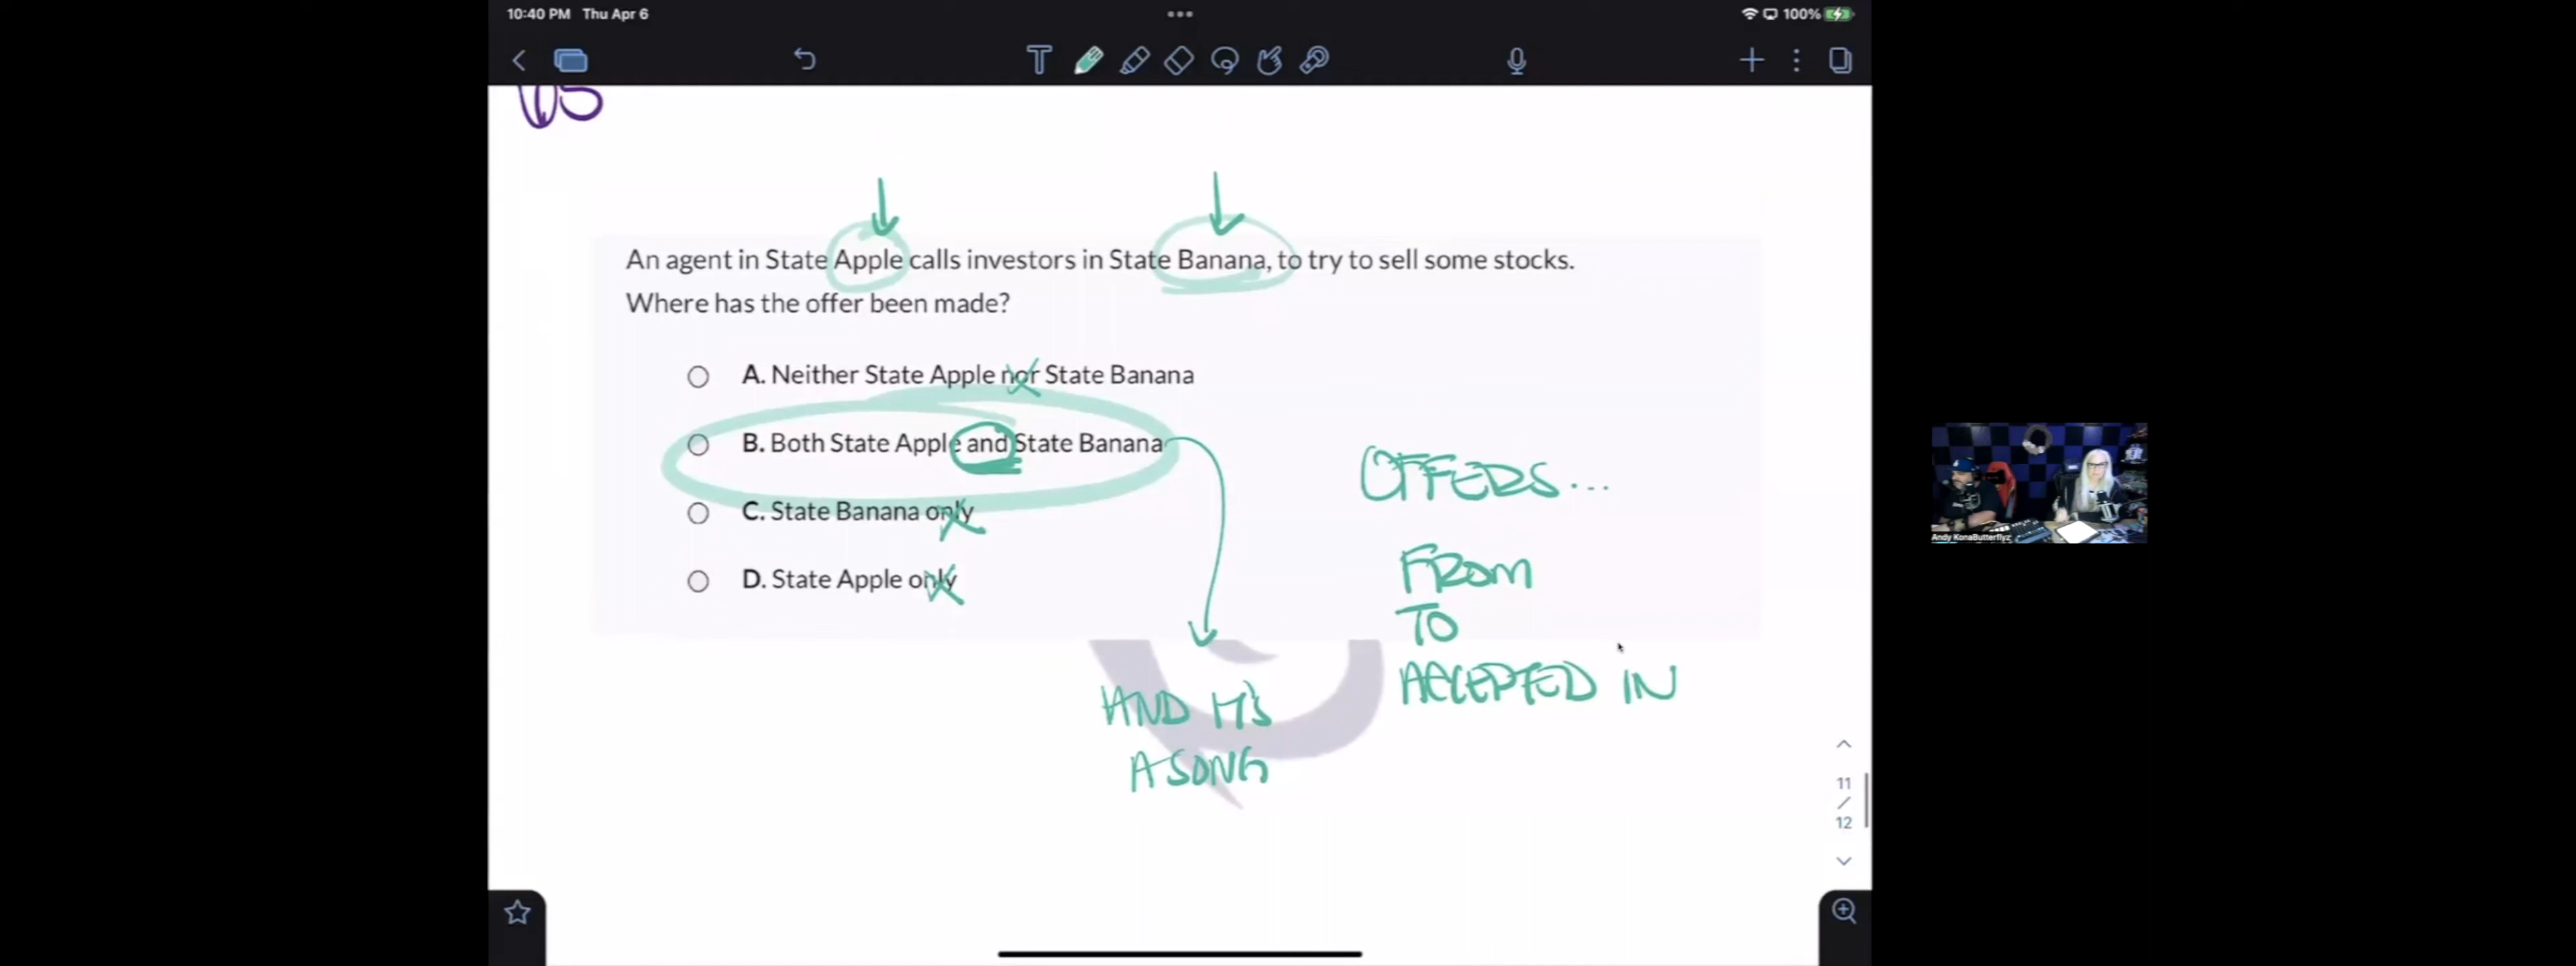 10:40 PM Thu Apr 6
100%
An agent in State Apple calls investors in State Banana, to try to sell some stocks.
Where has the offer been made?
A. Neither State Apple nor State Banana
B. Both State Apple and State Banana
C. State Banana only
D. State Apple only
OFFERS...
FROM
TO
ACCEPTED IN
AND IT'S
A SONG
11
/
12
Andy KonaButterflyz